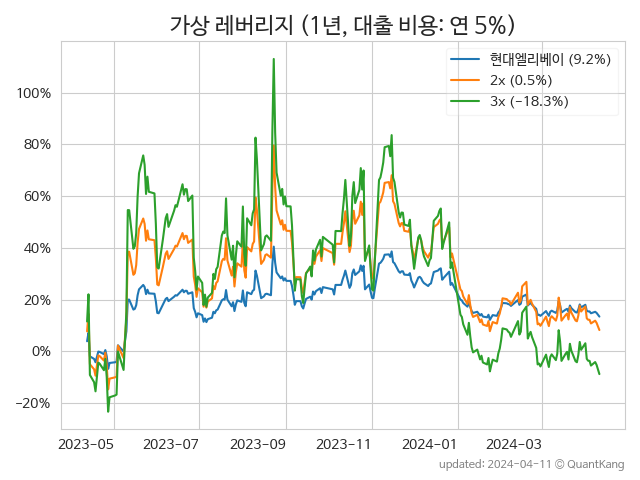 가상 레버리지 (1년, 대출 비용: 연 5%)
현대엘리베이 (9.2%)
2x (0.5%)
3x (−18.3%)
100%
80%
60%
40%
20%
0%
−20%
2023-05 2023-07 2023-09 2023-11 2024-01 2024-03
updated: 2024-04-11 © QuantKang